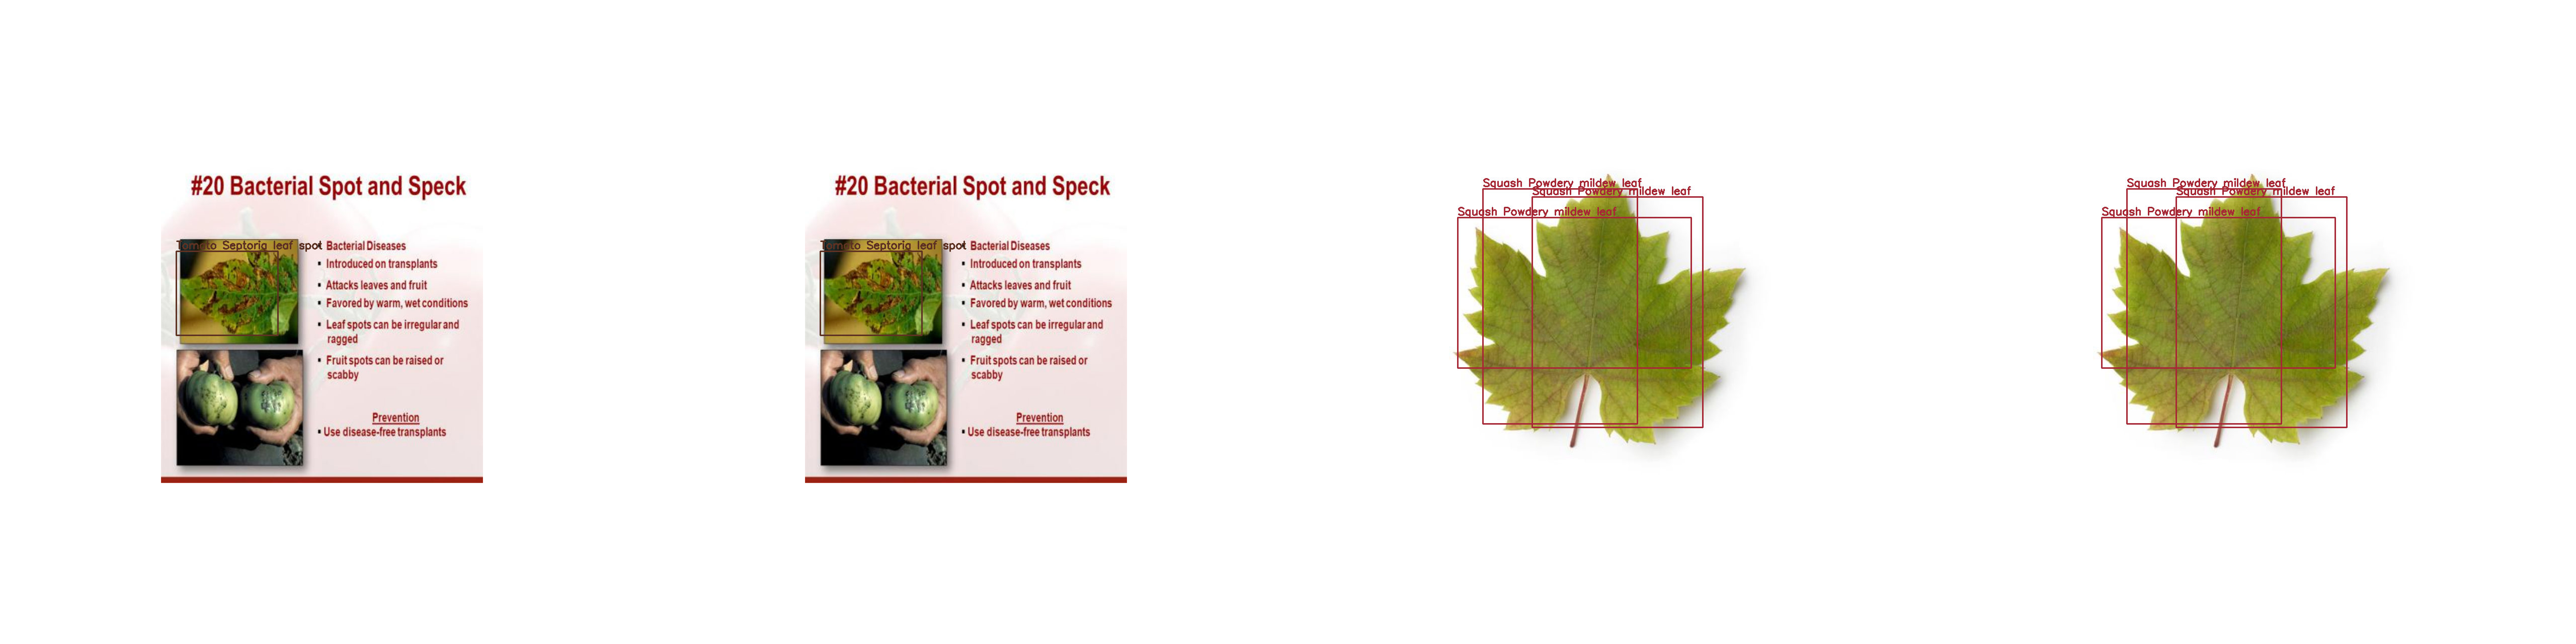 #20 Bacterial Spot and Speck
Tomato Septoria leaf spot
▪ Bacterial Diseases
▪ Introduced on transplants
▪ Attacks leaves and fruit
▪ Favored by warm, wet conditions
▪ Leaf spots can be irregular and
ragged
▪ Fruit spots can be raised or
scabby
Prevention
▪ Use disease-free transplants
#20 Bacterial Spot and Speck
Tomato Septoria leaf spot
▪ Bacterial Diseases
▪ Introduced on transplants
▪ Attacks leaves and fruit
▪ Favored by warm, wet conditions
▪ Leaf spots can be irregular and
ragged
▪ Fruit spots can be raised or
scabby
Prevention
▪ Use disease-free transplants
Squash Powdery mildew leaf
Squash Powdery mildew leaf
Squash Powdery mildew leaf
Squash Powdery mildew leaf
Squash Powdery mildew leaf
Squash Powdery mildew leaf